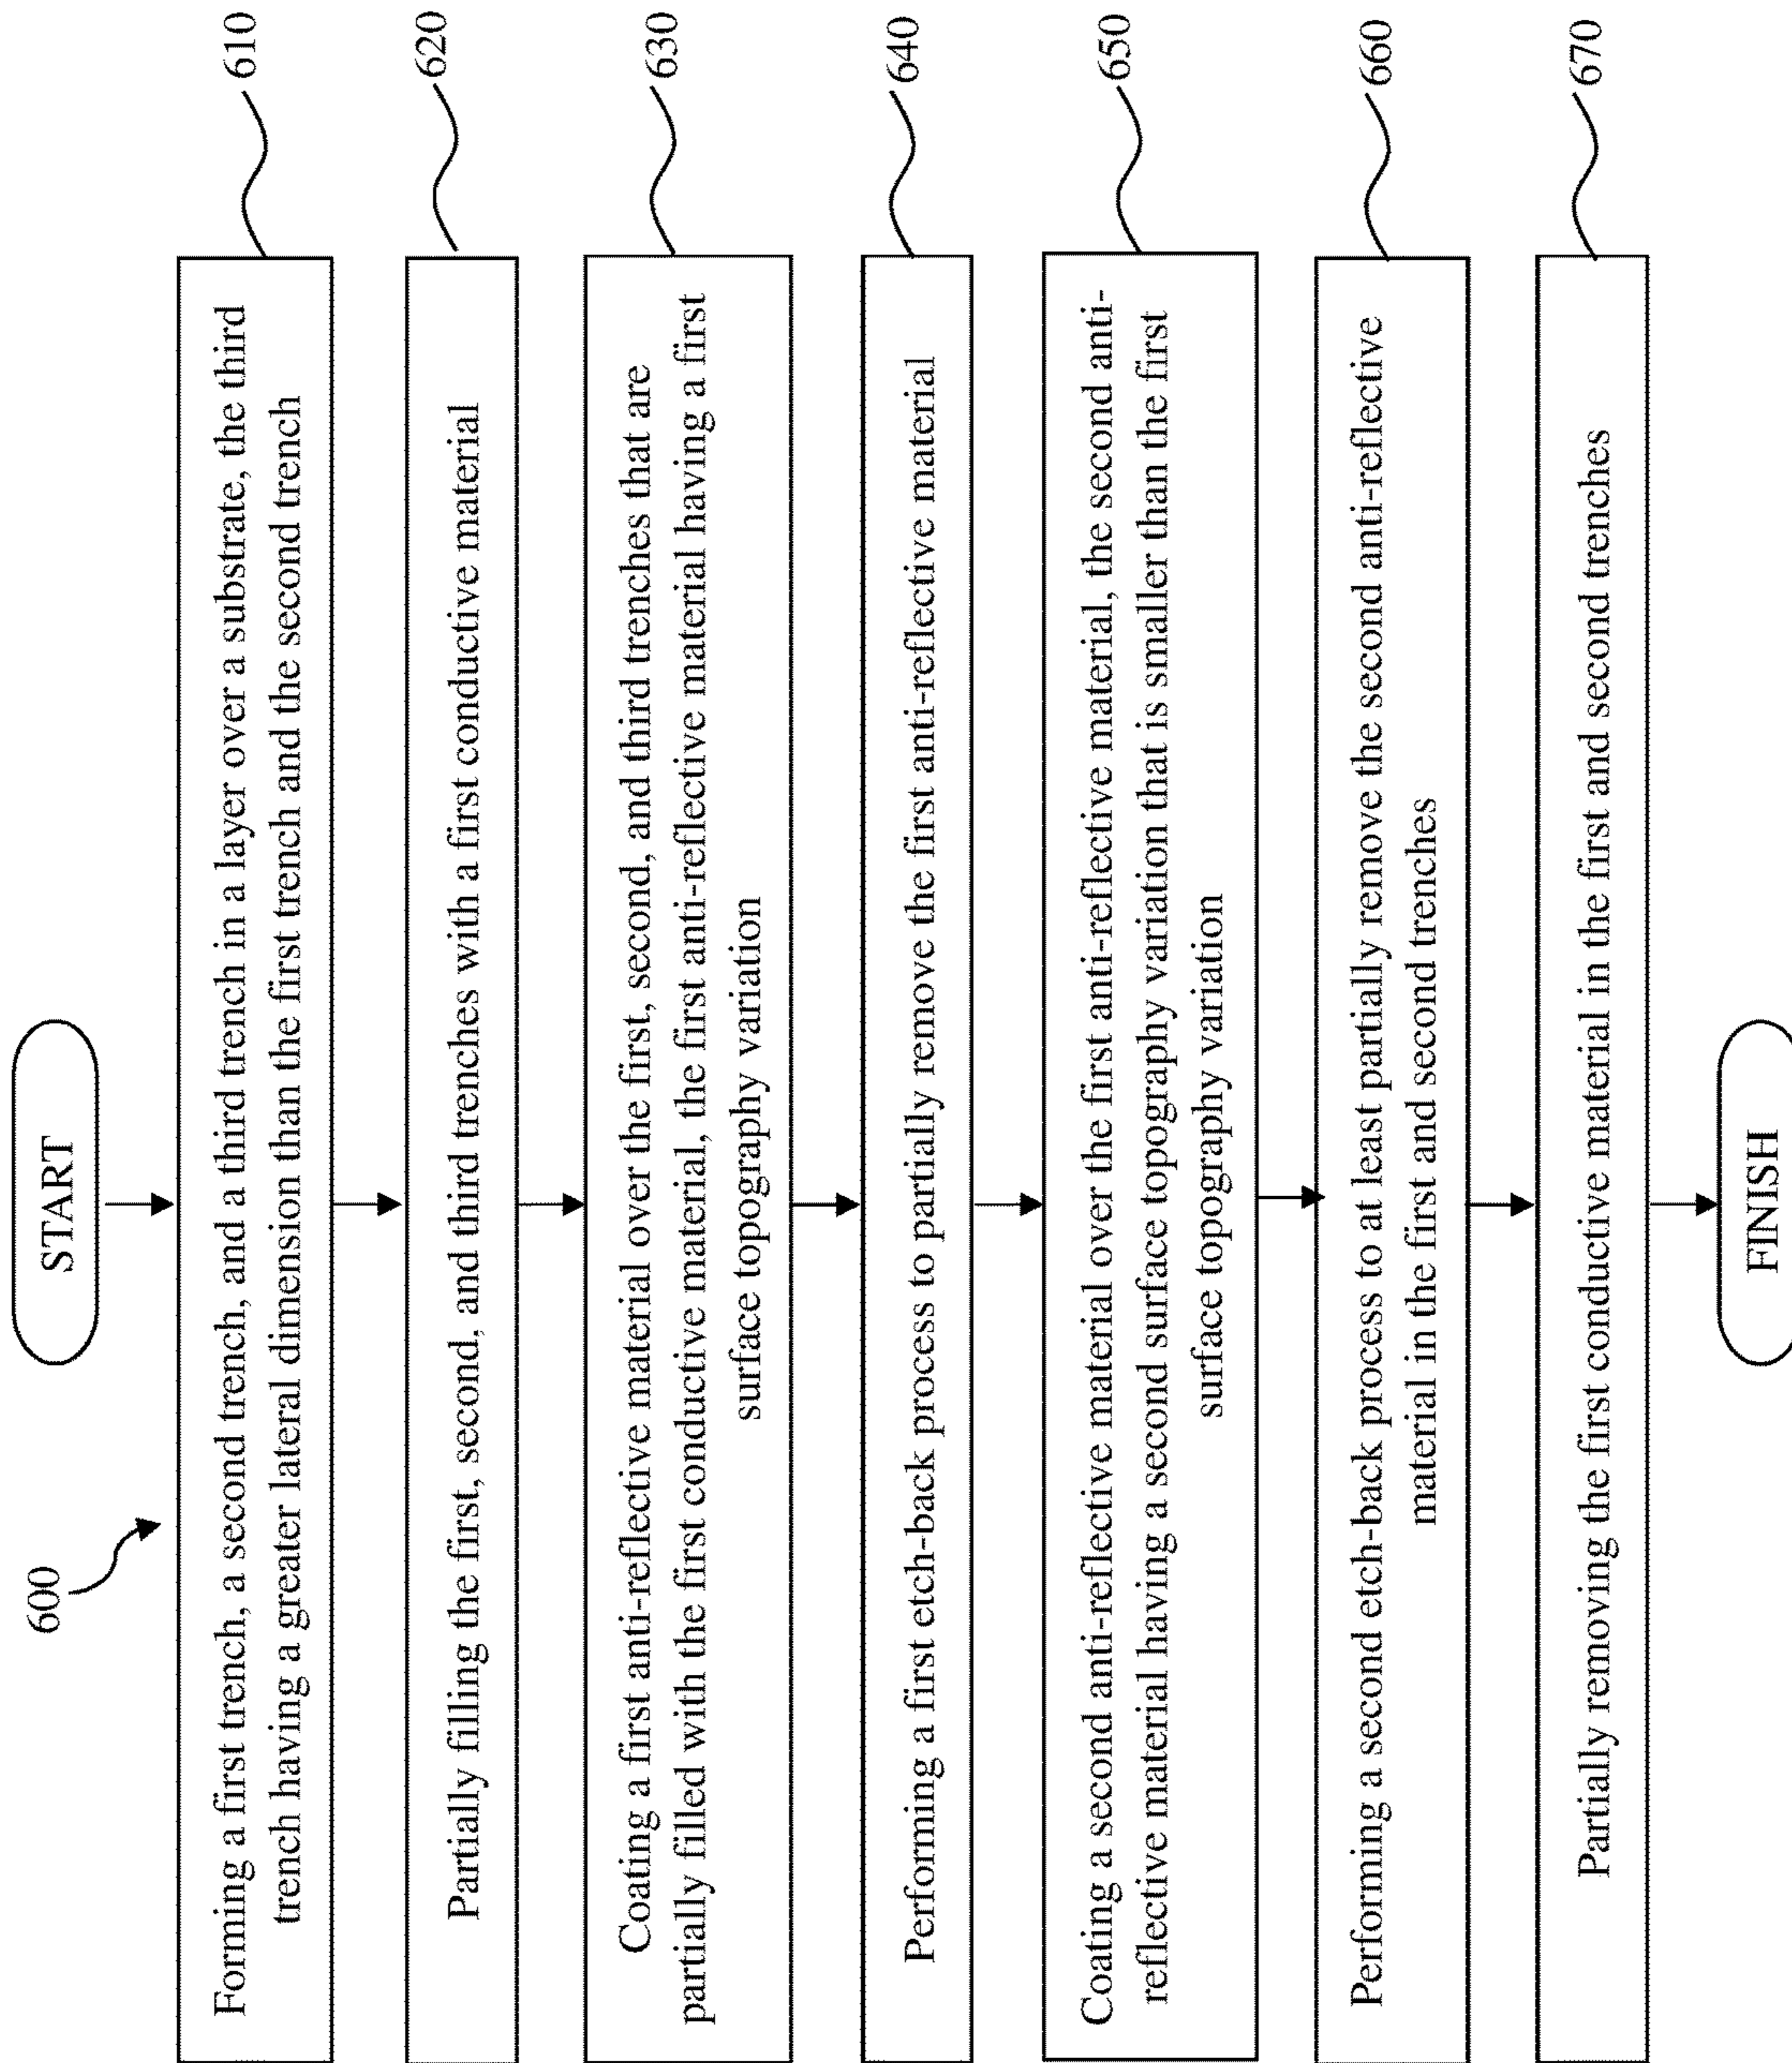 600
START
Forming a first trench, a second trench, and a third trench in a layer over a substrate, the third
trench having a greater lateral dimension than the first trench and the second trench
610
Partially filling the first, second, and third trenches with a first conductive material
620
Coating a first anti-reflective material over the first, second, and third trenches that are
partially filled with the first conductive material, the first anti-reflective material having a first
surface topography variation
630
Performing a first etch-back process to partially remove the first anti-reflective material
640
Coating a second anti-reflective material over the first anti-reflective material, the second anti-
reflective material having a second surface topography variation that is smaller than the first
surface topography variation
650
Performing a second etch-back process to at least partially remove the second anti-reflective
material in the first and second trenches
660
Partially removing the first conductive material in the first and second trenches
670
FINISH